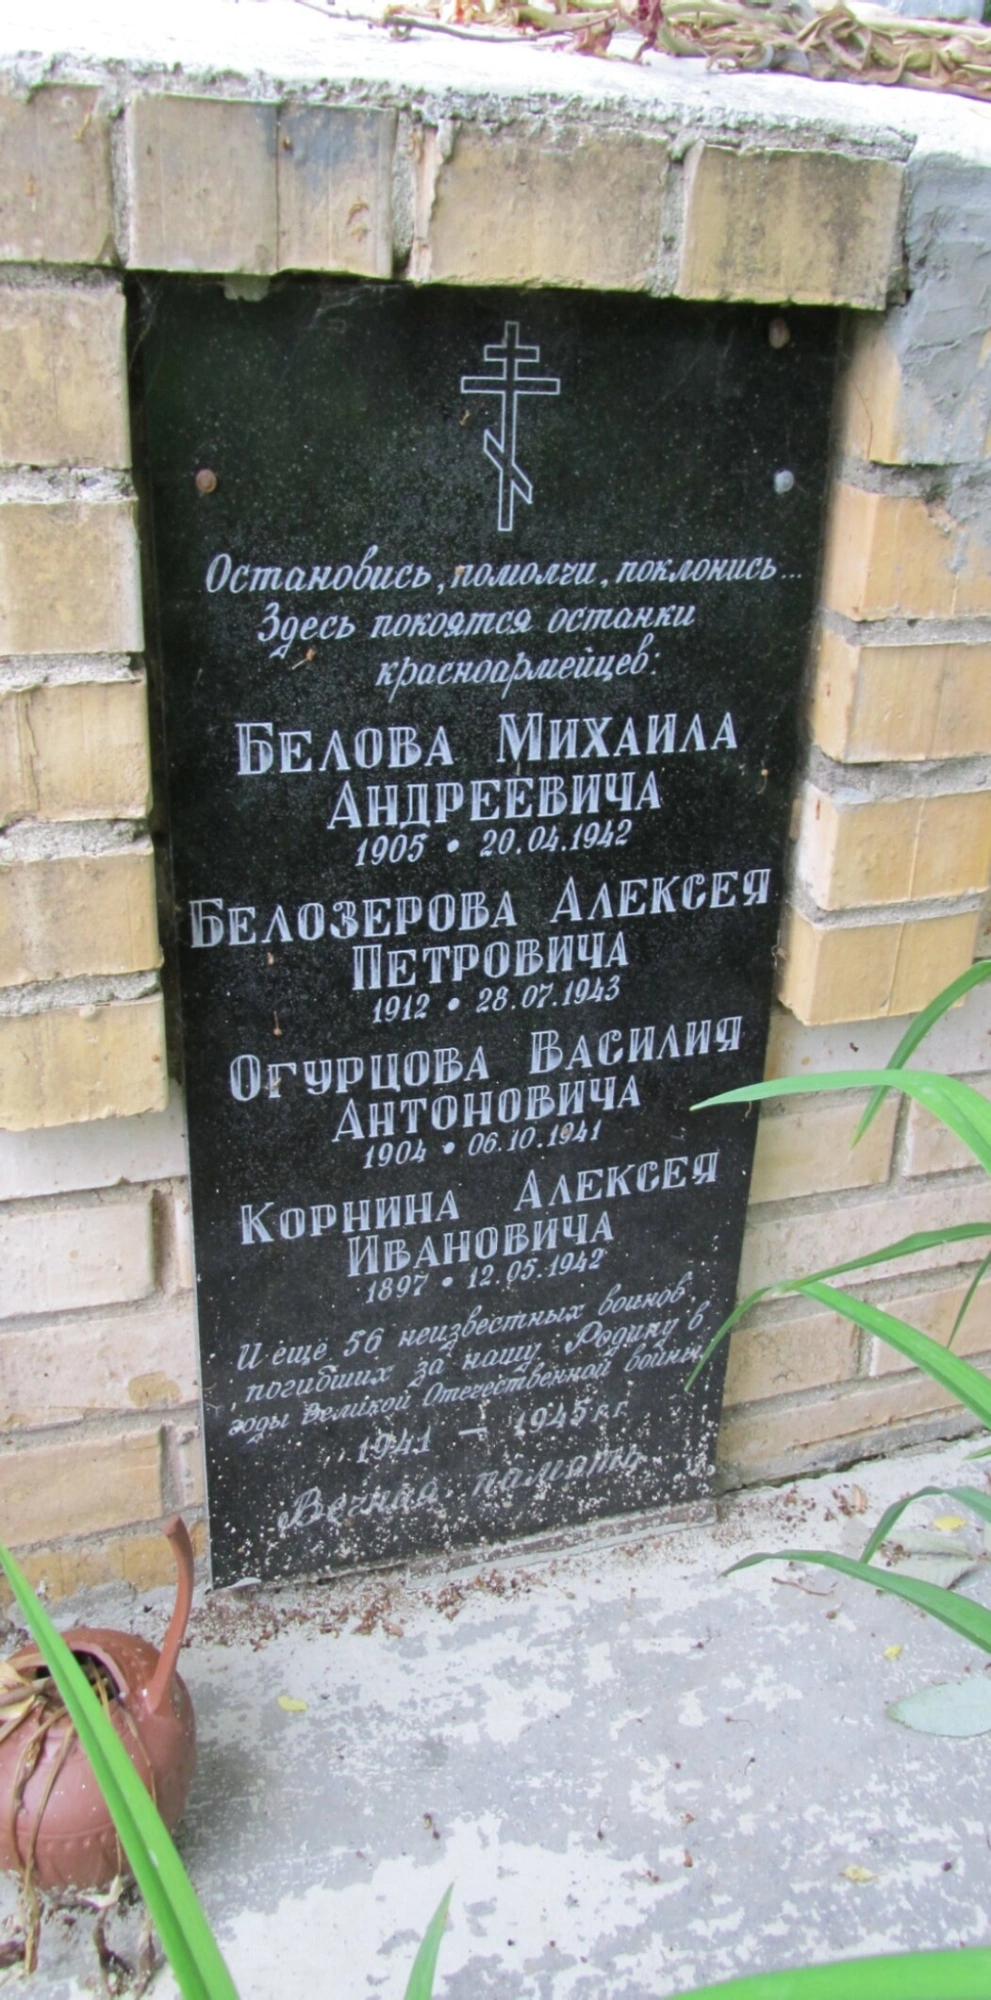 Остановись, помолчи, поклонись...
Здесь покоятся останки
красноармейцев:
БЕЛОВА МИХАИЛА
АНДРЕЕВИЧА
1905 • 20.04.1942
БЕЛОЗЕРОВА АЛЕКСЕЯ
ПЕТРОВИЧА
1912 • 28.07.1943
ОГУРЦОВА ВАСИЛИЯ
АНТОНОВИЧА
1904 • 06.10.1941
КОРНИНА АЛЕКСЕЯ
ИВАНОВИЧА
1897 • 12.05.1942
И ещё 56 неизвестных воинов,
погибших за нашу Родину в
годы Великой Отечественной войны
1941 — 1945 г.г.
Вечная память